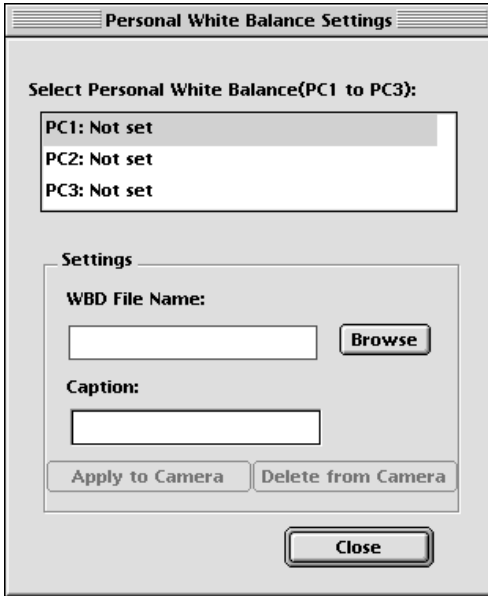 Personal White Balance Settings
Select Personal White Balance(PC1 to PC3):
PC1: Not set
PC2: Not set
PC3: Not set
Settings
WBD File Name:
Browse
Caption:
Apply to Camera Delete from Camera
Close